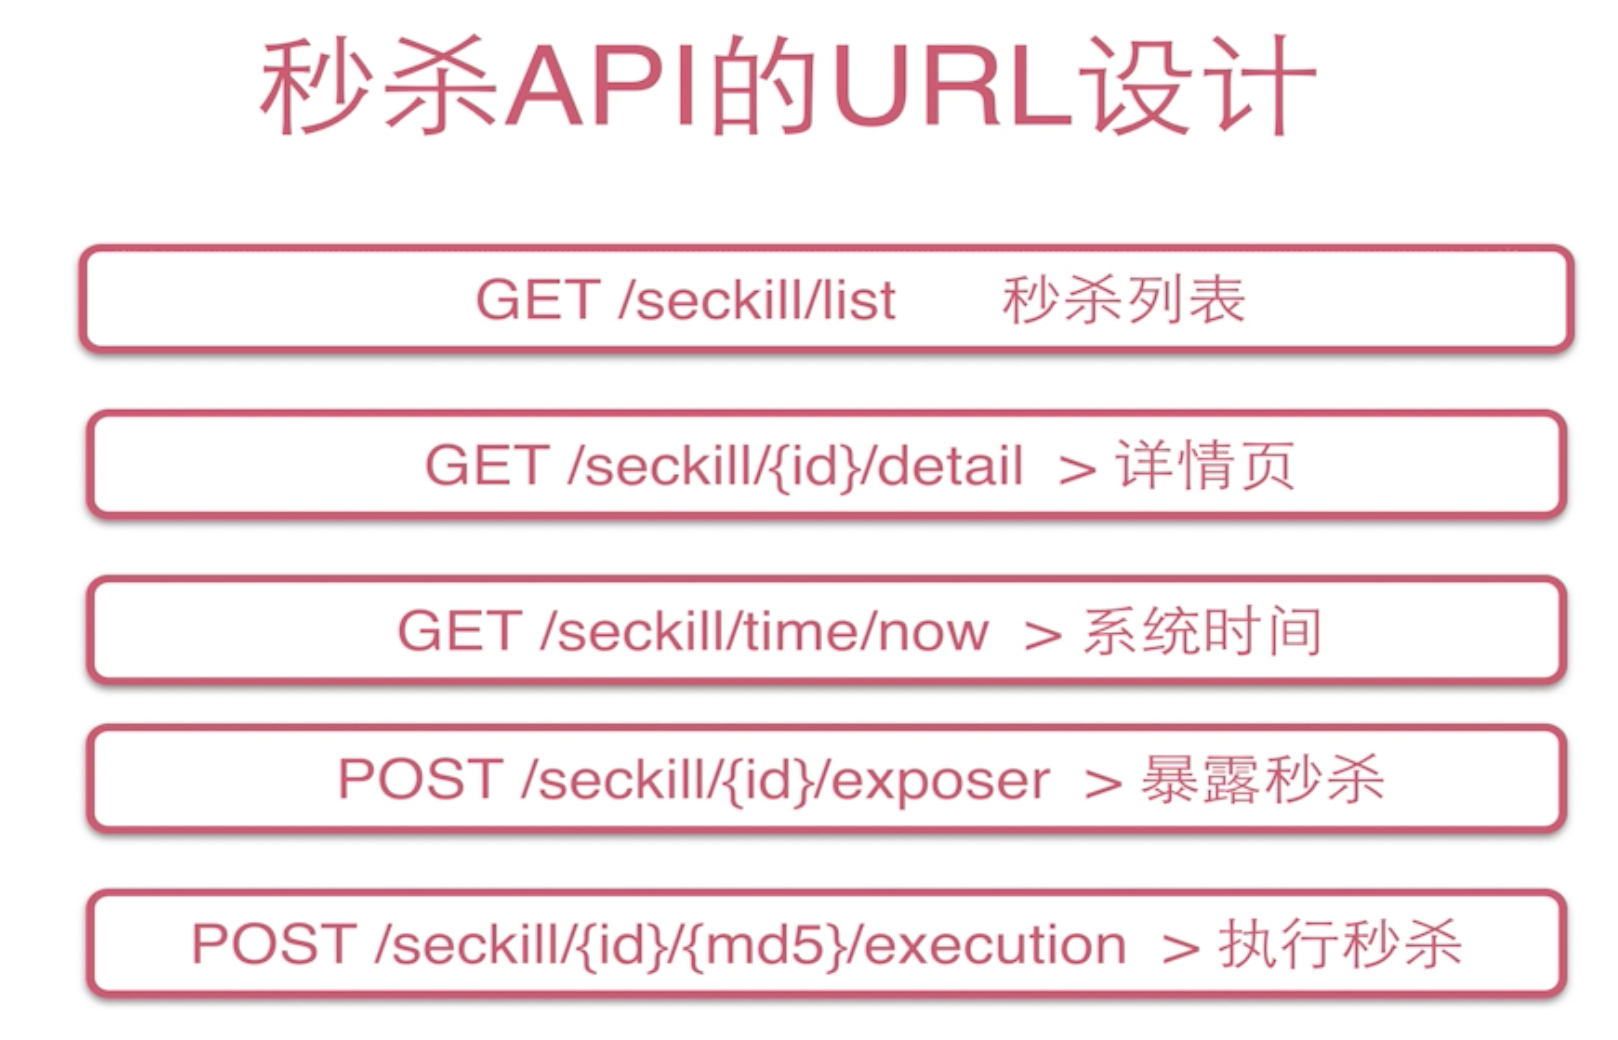 秒杀API的URL设计
GET /seckill/list 秒杀列表
GET /seckill/{id}/detail > 详情页
GET /seckill/time/now > 系统时间
POST /seckill/{id}/exposer > 暴露秒杀
POST /seckill/{id}/{md5}/execution > 执行秒杀